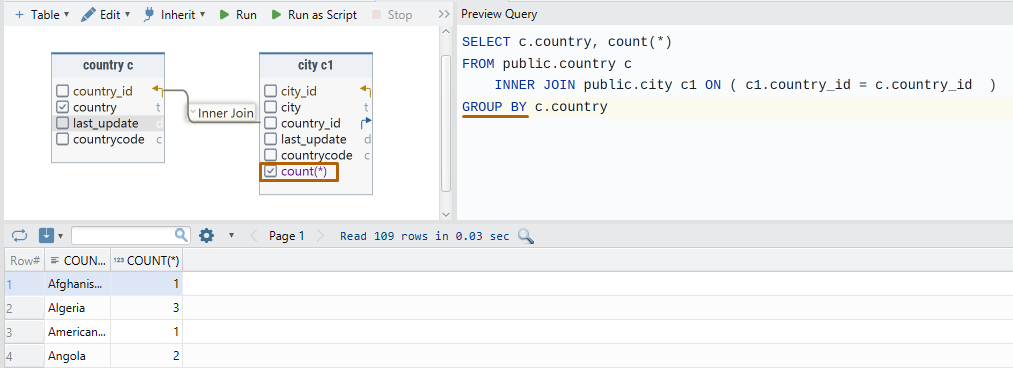 + Table Edit Inherit Run Run as Script Stop >>
Preview Query
country c
country_id
country t
last_update d
countrycode c
Inner Join
city c1
city_id
city t
country_id
last_update d
countrycode c
count(*)
SELECT c.country, count(*)
FROM public.country c
INNER JOIN public.city c1 ON ( c1.country_id = c.country_id )
GROUP BY c.country
Page 1 Read 109 rows in 0.03 sec
Row# COUN... 123 COUNT(*)
1 Afghanis... 1
2 Algeria 3
3 American... 1
4 Angola 2